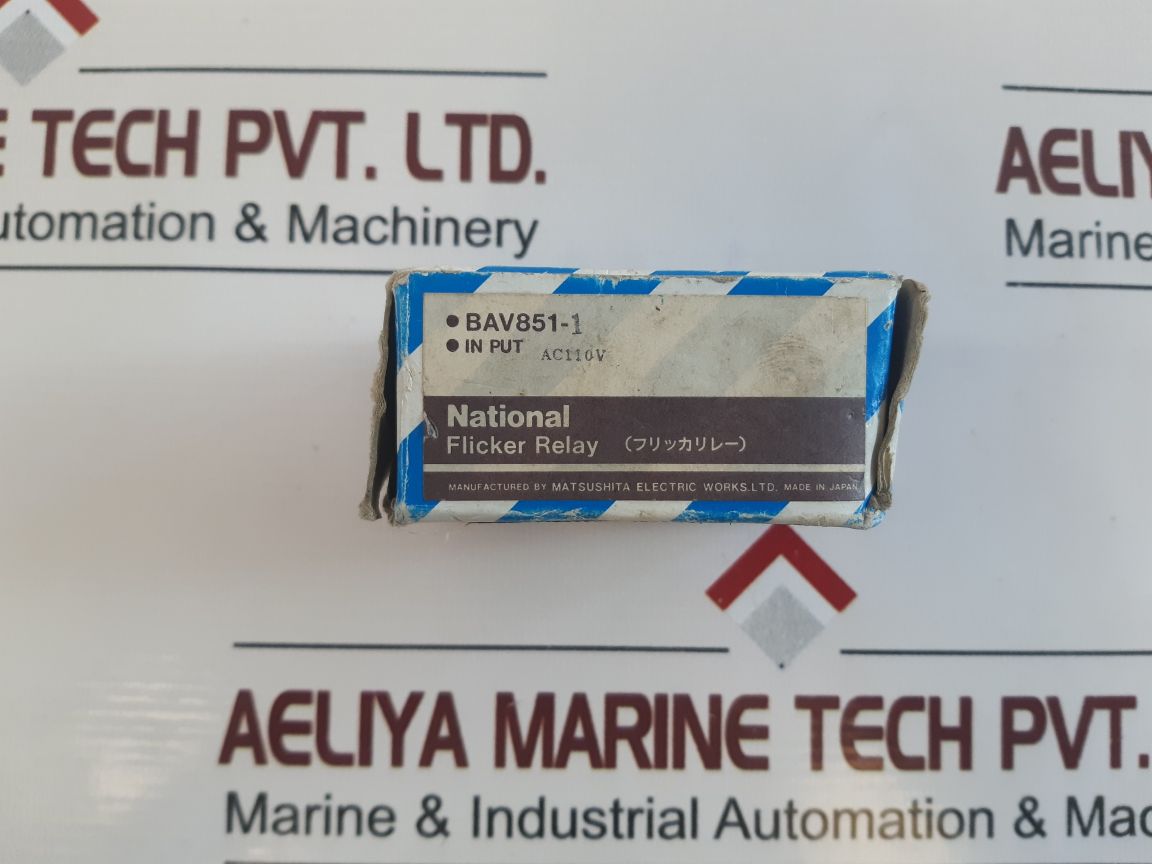 E TECH PVT. LTD.
utomation & Machinery
AELIY
Marine
● BAV851-1
● IN PUT AC110V
National
Flicker Relay (フリッカリレー)
MANUFACTURED BY MATSUSHITA ELECTRIC WORKS.LTD. MADE IN JAPAN
AELIYA MARINE TECH PVT.
Marine & Industrial Automation & Mac